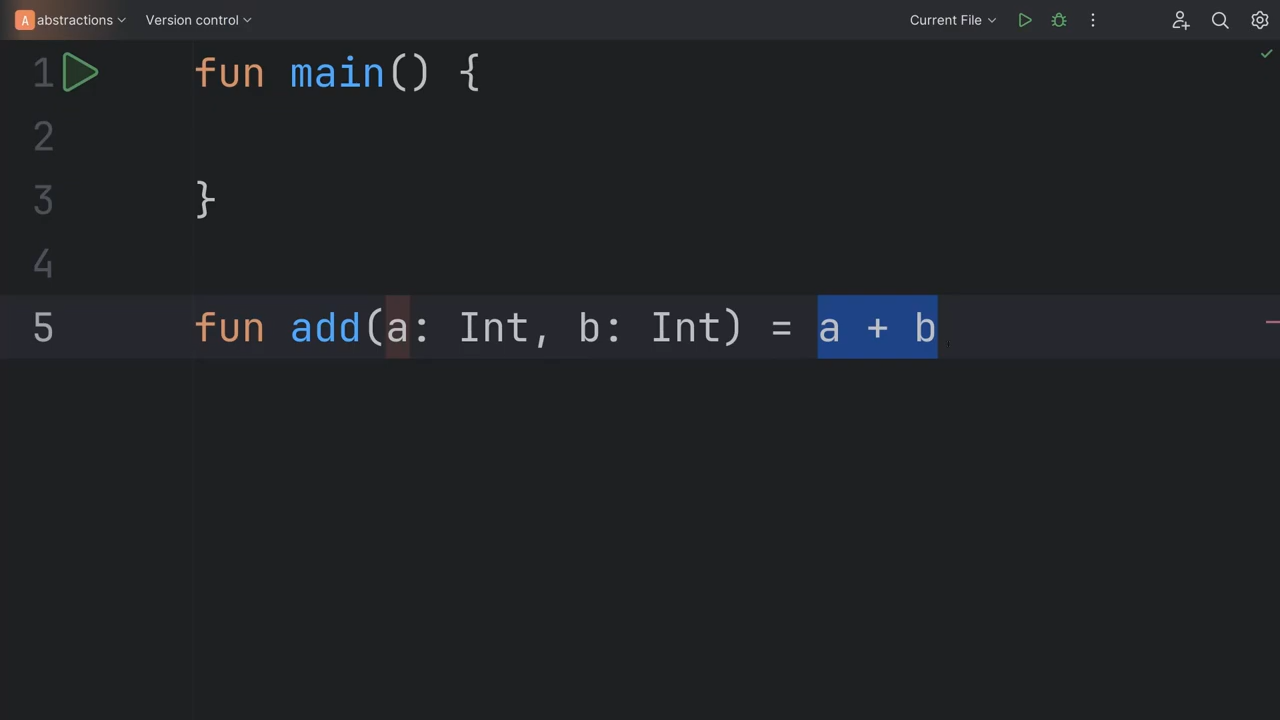 A abstractions Version control Current File
1 fun main() {
2
3 }
4
5 fun add(a: Int, b: Int) = a + b